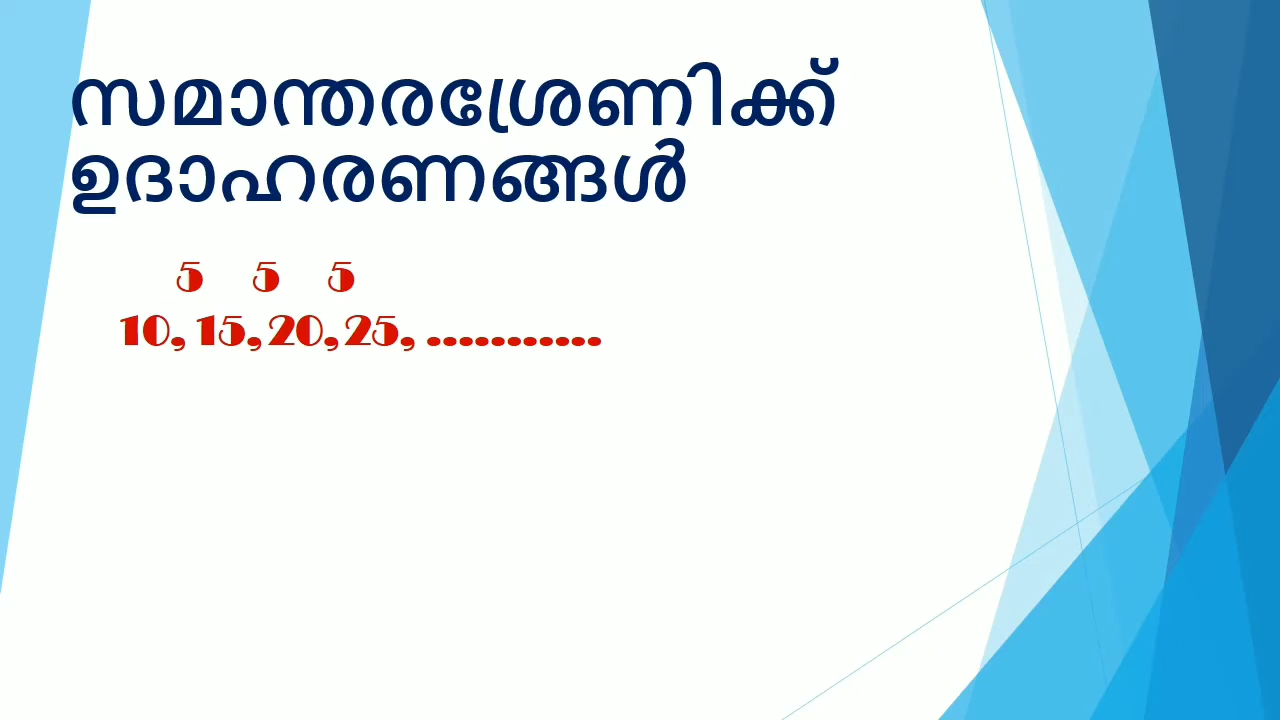 സമാന്തരശ്രേണിക്ക്
ഉദാഹരണങ്ങൾ
5 5 5
10, 15, 20, 25, ...........